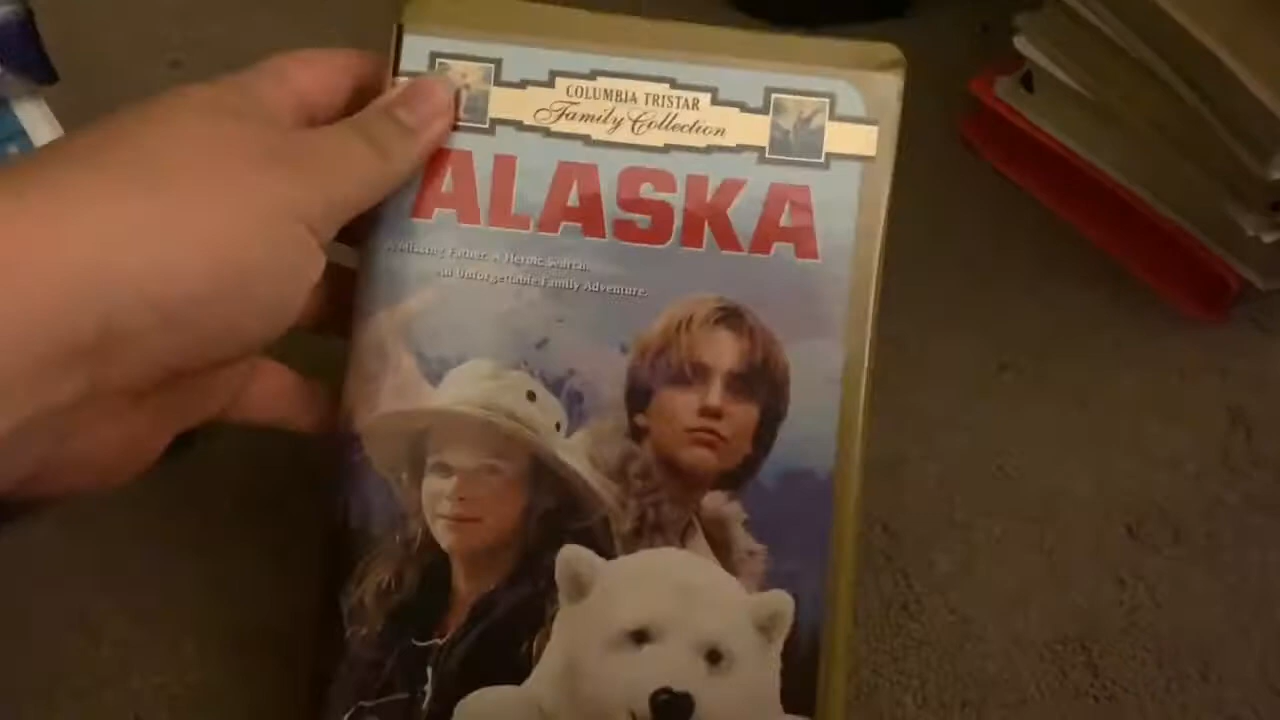 COLUMBIA TRISTAR
Family Collection
ALASKA
A Missing Father. A Heroic Search.
An Unforgettable Family Adventure.